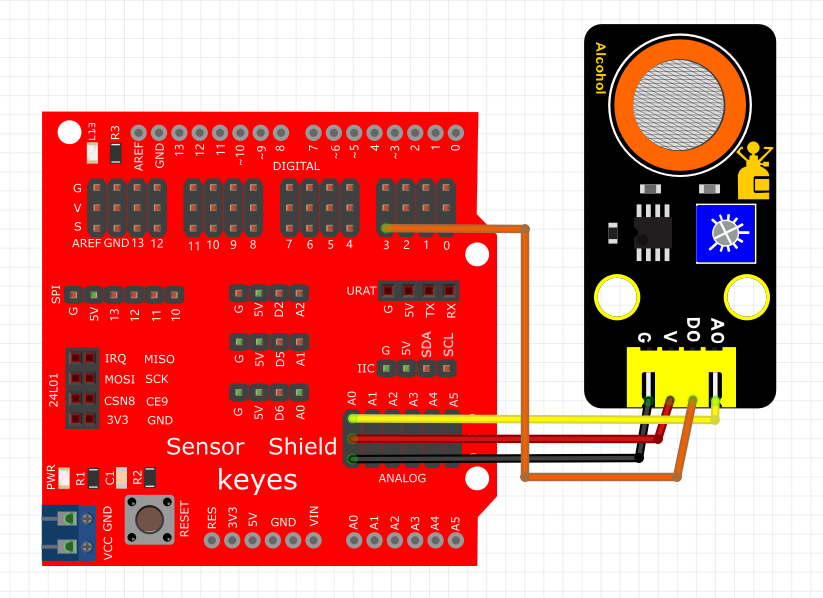 Alcohol
L13
R3
AREF GND 13 12 11 ~10 ~9 8 7 ~6 ~5 4 ~3 2 1 0
DIGITAL
G
V
S
AREF GND 13 12 11 10 9 8 7 6 5 4 3 2 1 0
SPI
G 5V 13 12 11 10
G 5V D2 A2
URAT
G 5V TX RX
G 5V D5 A1
G 5V SDA SCL
IIC
G 5V D6 A0
24L01
IRQ MISO
MOSI SCK
CSN8 CE9
3V3 GND
A0 A1 A2 A3 A4 A5
Sensor Shield
keyes
ANALOG
PWR
R1
C1
R2
RESET
GND
VCC
RES 3V3 5V GND VIN
A0 A1 A2 A3 A4 A5
G V DO AO